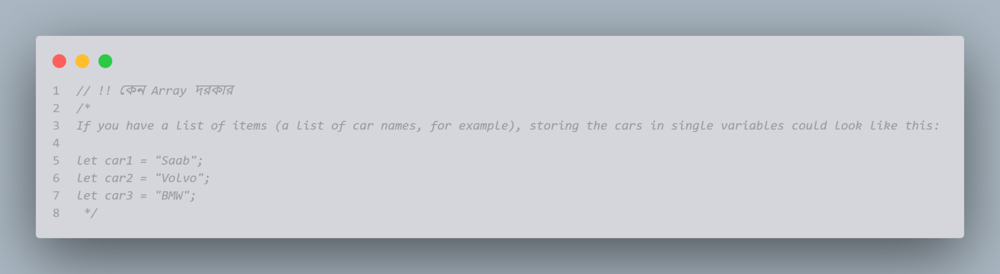 1 // !! কেন Array দরকার
2 /*
3 If you have a list of items (a list of car names, for example), storing the cars in single variables could look like this:
4
5 let car1 = "Saab";
6 let car2 = "Volvo";
7 let car3 = "BMW";
8 */